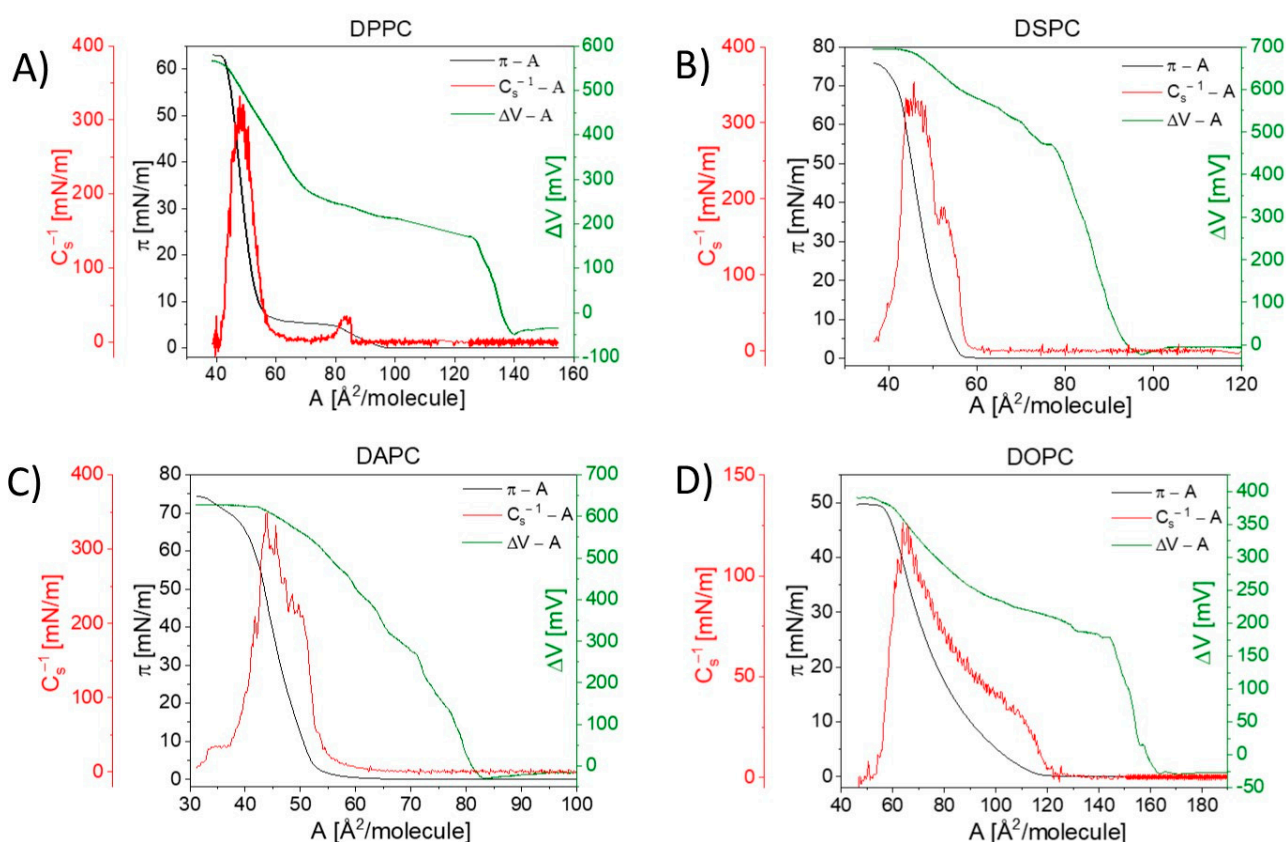 A)
DPPC
π – A
Cₛ⁻¹ – A
ΔV – A
400
300
200
100
0
Cₛ⁻¹ [mN/m]
60
50
40
30
20
10
0
π [mN/m]
600
500
400
300
200
100
0
-100
ΔV [mV]
40 60 80 100 120 140 160
A [Å²/molecule]
B)
DSPC
π – A
Cₛ⁻¹ – A
ΔV – A
400
300
200
100
0
Cₛ⁻¹ [mN/m]
80
70
60
50
40
30
20
10
0
π [mN/m]
700
600
500
400
300
200
100
0
ΔV [mV]
40 60 80 100 120
A [Å²/molecule]
C)
DAPC
π – A
Cₛ⁻¹ – A
ΔV – A
400
300
200
100
0
Cₛ⁻¹ [mN/m]
80
70
60
50
40
30
20
10
0
π [mN/m]
700
600
500
400
300
200
100
0
ΔV [mV]
30 40 50 60 70 80 90 100
A [Å²/molecule]
D)
DOPC
π – A
Cₛ⁻¹ – A
ΔV – A
150
100
50
0
Cₛ⁻¹ [mN/m]
50
40
30
20
10
0
π [mN/m]
400
350
300
250
200
150
100
50
0
-50
ΔV [mV]
40 60 80 100 120 140 160 180
A [Å²/molecule]